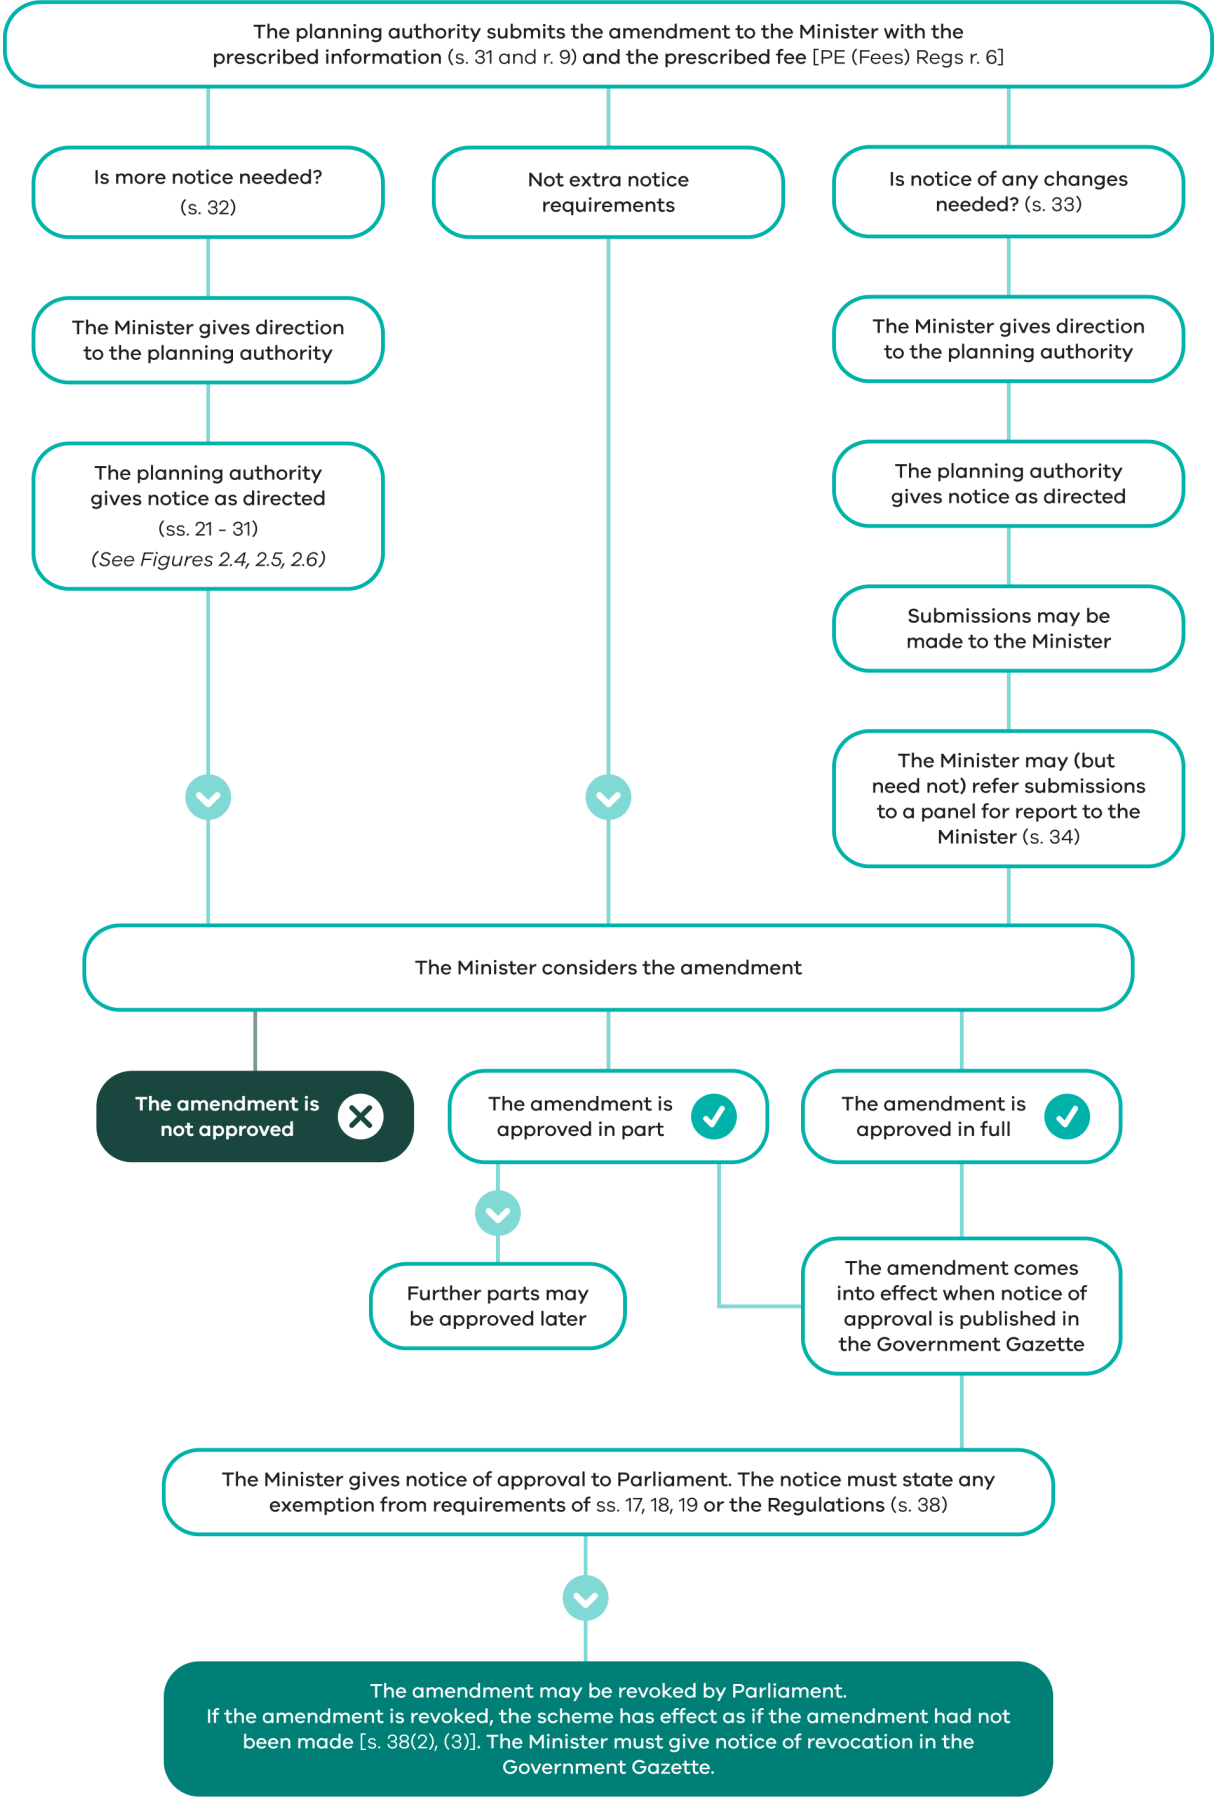 The planning authority submits the amendment to the Minister with the
prescribed information (s. 31 and r. 9) and the prescribed fee [PE (Fees) Regs r. 6]
Is more notice needed?
(s. 32)
Not extra notice
requirements
Is notice of any changes
needed? (s. 33)
The Minister gives direction
to the planning authority
The Minister gives direction
to the planning authority
The planning authority
gives notice as directed
(ss. 21 - 31)
(See Figures 2.4, 2.5, 2.6)
The planning authority
gives notice as directed
Submissions may be
made to the Minister
The Minister may (but
need not) refer submissions
to a panel for report to the
Minister (s. 34)
The Minister considers the amendment
The amendment is
not approved
The amendment is
approved in part
The amendment is
approved in full
Further parts may
be approved later
The amendment comes
into effect when notice of
approval is published in
the Government Gazette
The Minister gives notice of approval to Parliament. The notice must state any
exemption from requirements of ss. 17, 18, 19 or the Regulations (s. 38)
The amendment may be revoked by Parliament.
If the amendment is revoked, the scheme has effect as if the amendment had not
been made [s. 38(2), (3)]. The Minister must give notice of revocation in the
Government Gazette.